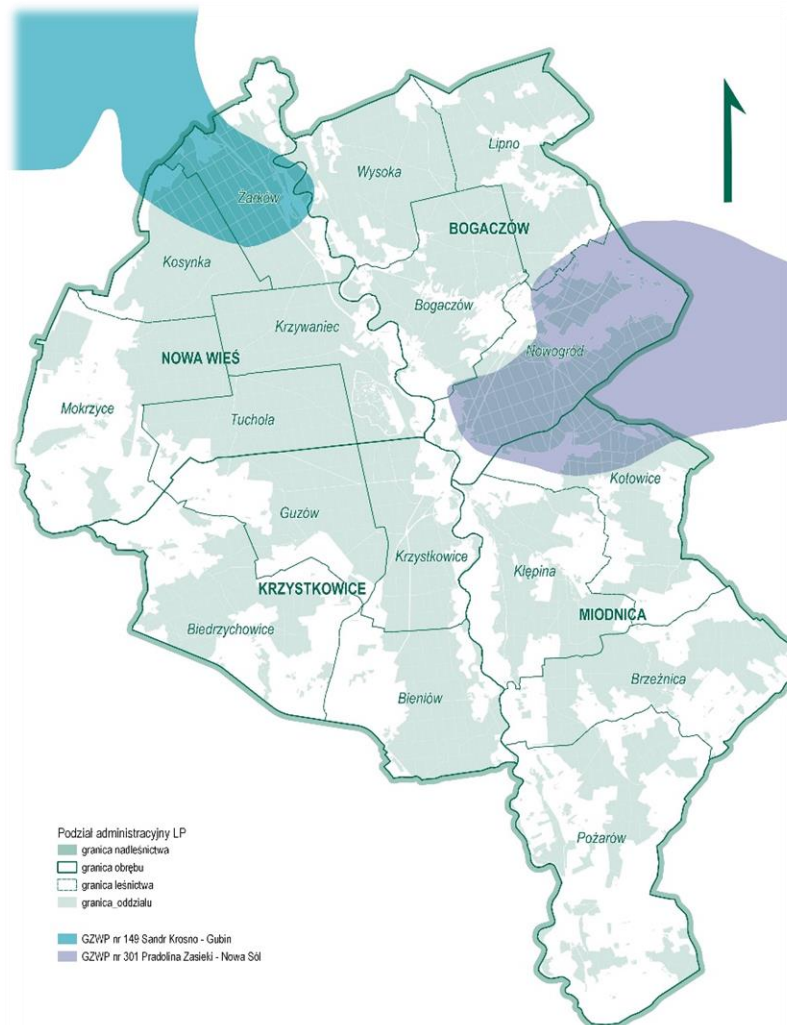 Lipno
Wysoka
Żarków
BOGACZÓW
Kosynka
Bogaczów
Krzywaniec
Nowogród
NOWA WIEŚ
Mokrzyce
Tuchola
Kotowice
Guzów
Krzystkowice
Klępina
KRZYSTKOWICE
MIODNICA
Biedrzychowice
Brzeźnica
Bieniów
Pożarów
Podział administracyjny LP
granica nadleśnictwa
granica obrębu
granica leśnictwa
granica_oddziału
GZWP nr 149 Sandr Krosno - Gubin
GZWP nr 301 Pradolina Zasieki - Nowa Sól